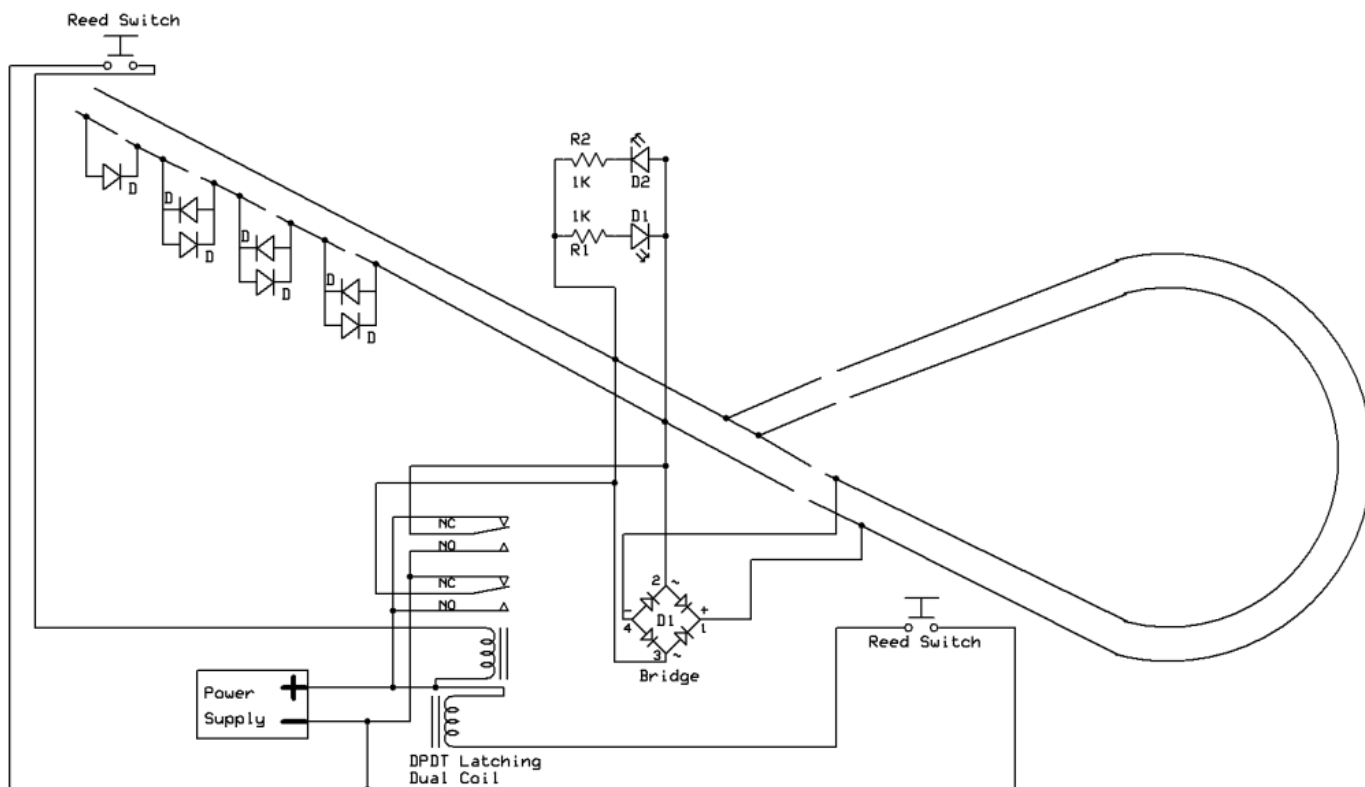 Reed Switch
R2
1K
D2
1K
D1
R1
D
D
D
D
D
D
D
NC
NO
NC
NO
2
~
-
+
4
D1
1
3
~
Bridge
Reed Switch
Power
Supply
+
-
DPDT Latching
Dual Coil